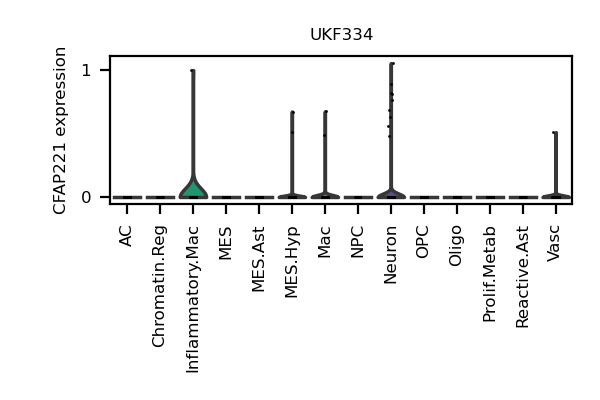 UKF334
CFAP221 expression
1
0
AC
Chromatin.Reg
Inflammatory.Mac
MES
MES.Ast
MES.Hyp
Mac
NPC
Neuron
OPC
Oligo
Prolif.Metab
Reactive.Ast
Vasc